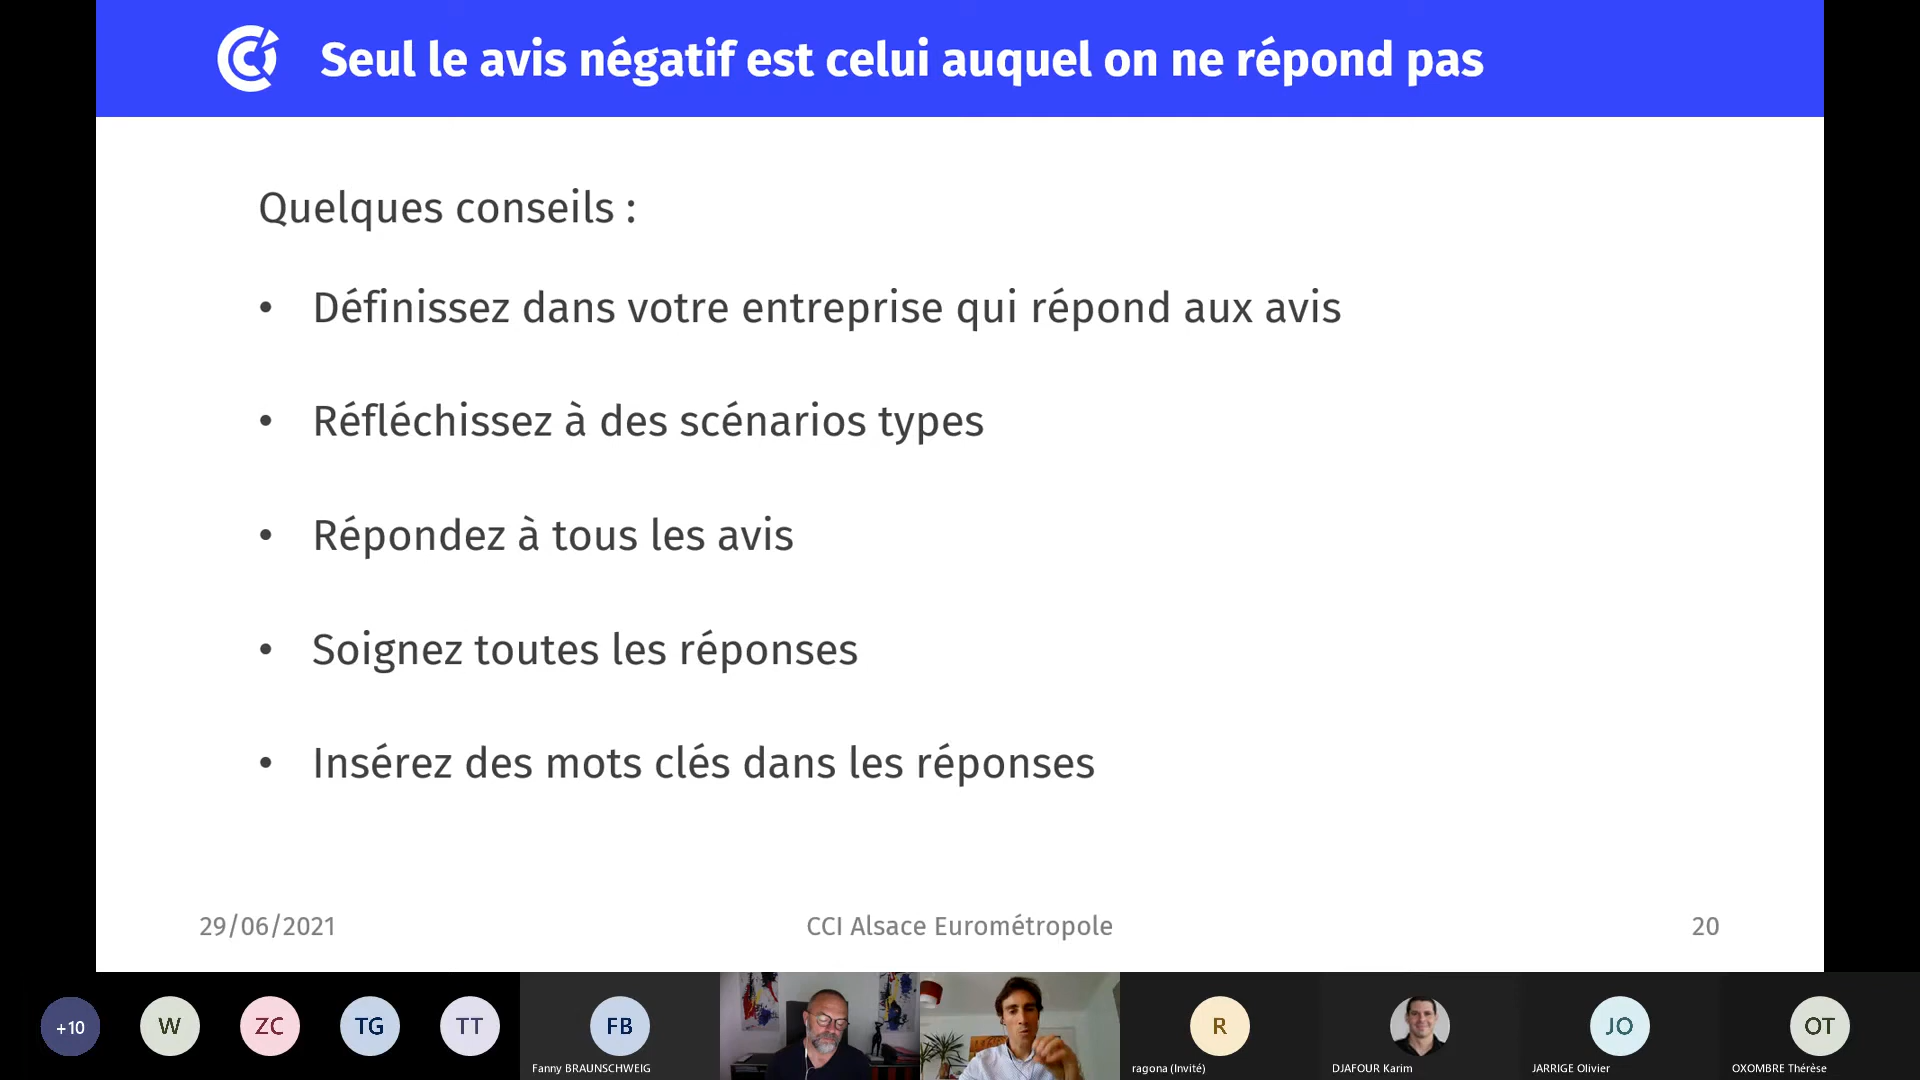 Seul le avis négatif est celui auquel on ne répond pas
Quelques conseils :
• Définissez dans votre entreprise qui répond aux avis
• Réfléchissez à des scénarios types
• Répondez à tous les avis
• Soignez toutes les réponses
• Insérez des mots clés dans les réponses
29/06/2021 CCI Alsace Eurométropole 20
+10 W ZC TG TT FB R JO OT
Fanny BRAUNSCHWEIG ragona (Invité) DJAFOUR Karim JARRIGE Olivier OXOMBRE Thérèse